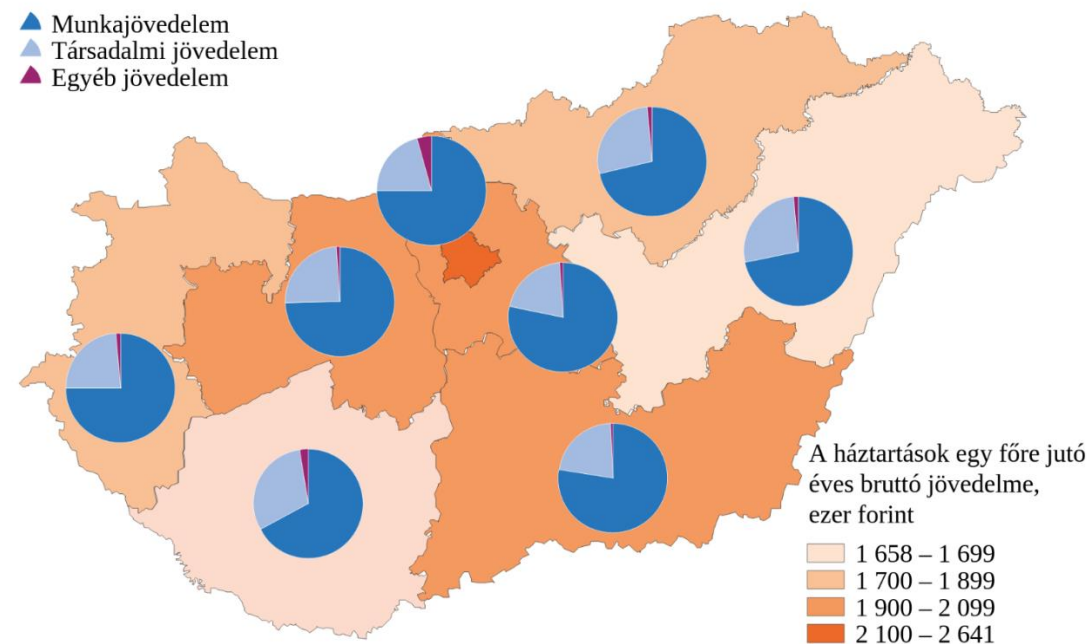 Munkajövedelem
Társadalmi jövedelem
Egyéb jövedelem
A háztartások egy főre jutó
éves bruttó jövedelme,
ezer forint
1 658 – 1 699
1 700 – 1 899
1 900 – 2 099
2 100 – 2 641